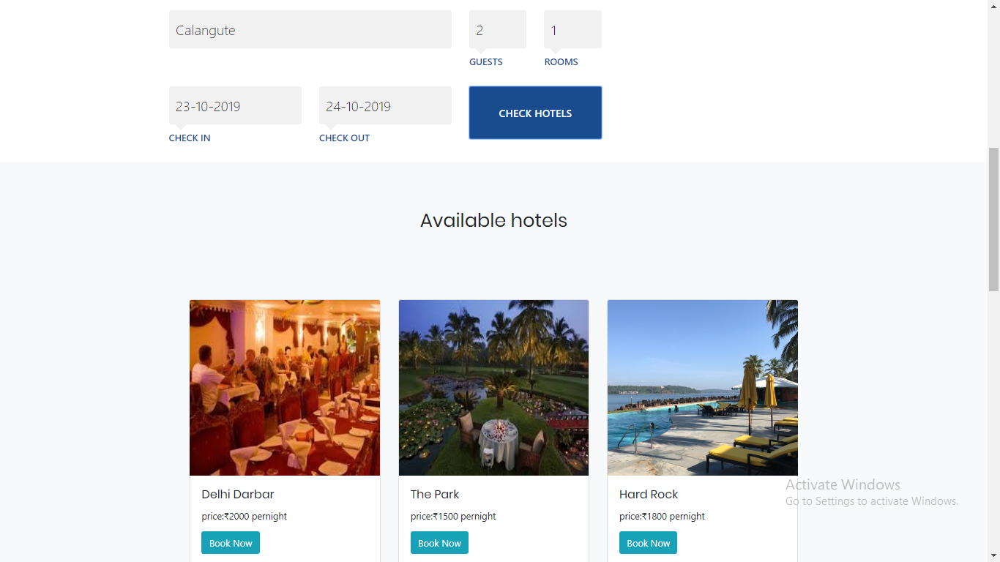 Calangute
2
1
GUESTS
ROOMS
23-10-2019
24-10-2019
CHECK HOTELS
CHECK IN
CHECK OUT
Available hotels
Delhi Darbar
price:₹2000 pernight
Book Now
The Park
price:₹1500 pernight
Book Now
Hard Rock
price:₹1800 pernight
Book Now
Activate Windows
Go to Settings to activate Windows.